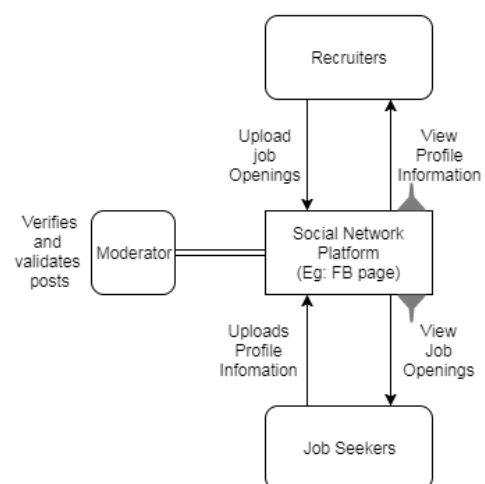 Recruiters
Upload
job
Openings
View
Profile
Information
Verifies
and
validates
posts
Moderator
Social Network
Platform
(Eg: FB page)
Uploads
Profile
Infomation
View
Job
Openings
Job Seekers